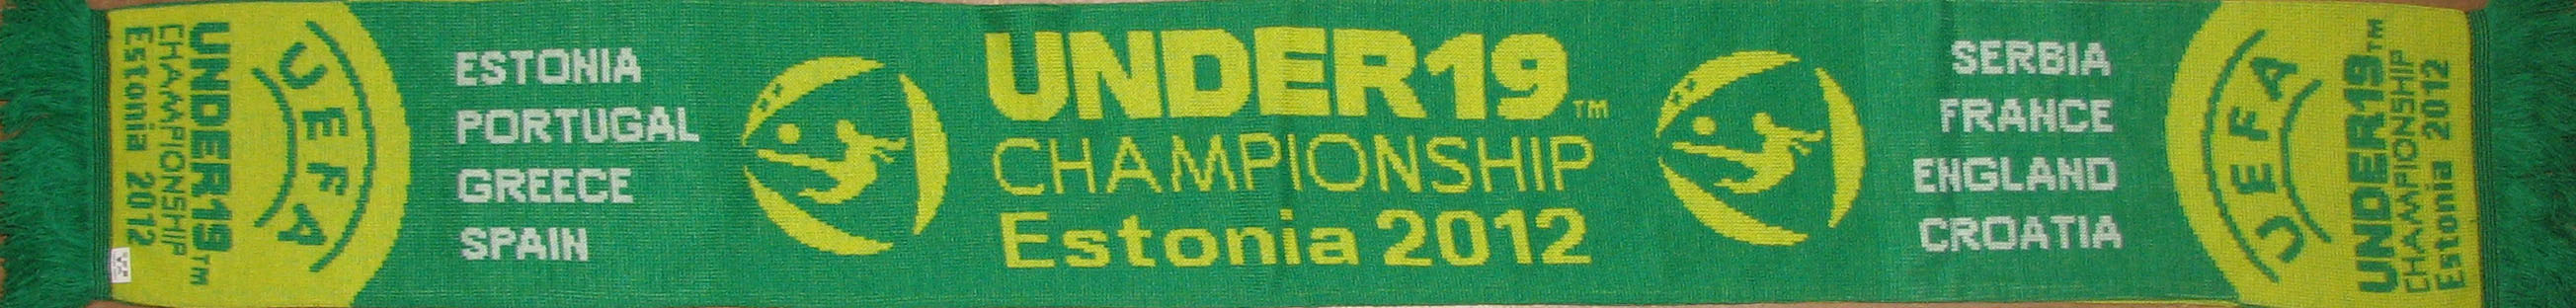 UNDER19™
CHAMPIONSHIP
Estonia 2012
UEFA
ESTONIA
PORTUGAL
GREECE
SPAIN
UNDER19™
CHAMPIONSHIP
Estonia 2012
SERBIA
FRANCE
ENGLAND
CROATIA
UEFA
UNDER19™
CHAMPIONSHIP
Estonia 2012